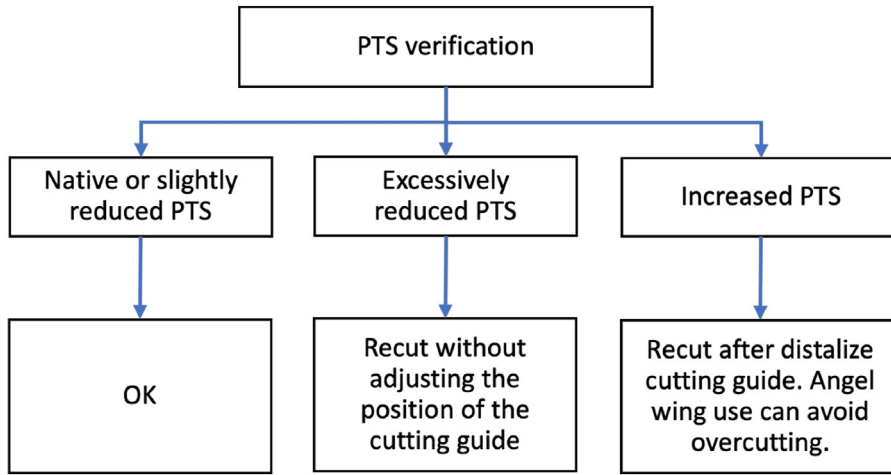 PTS verification
Native or slightly
reduced PTS
Excessively
reduced PTS
Increased PTS
OK
Recut without
adjusting the
position of the
cutting guide
Recut after distalize
cutting guide. Angel
wing use can avoid
overcutting.